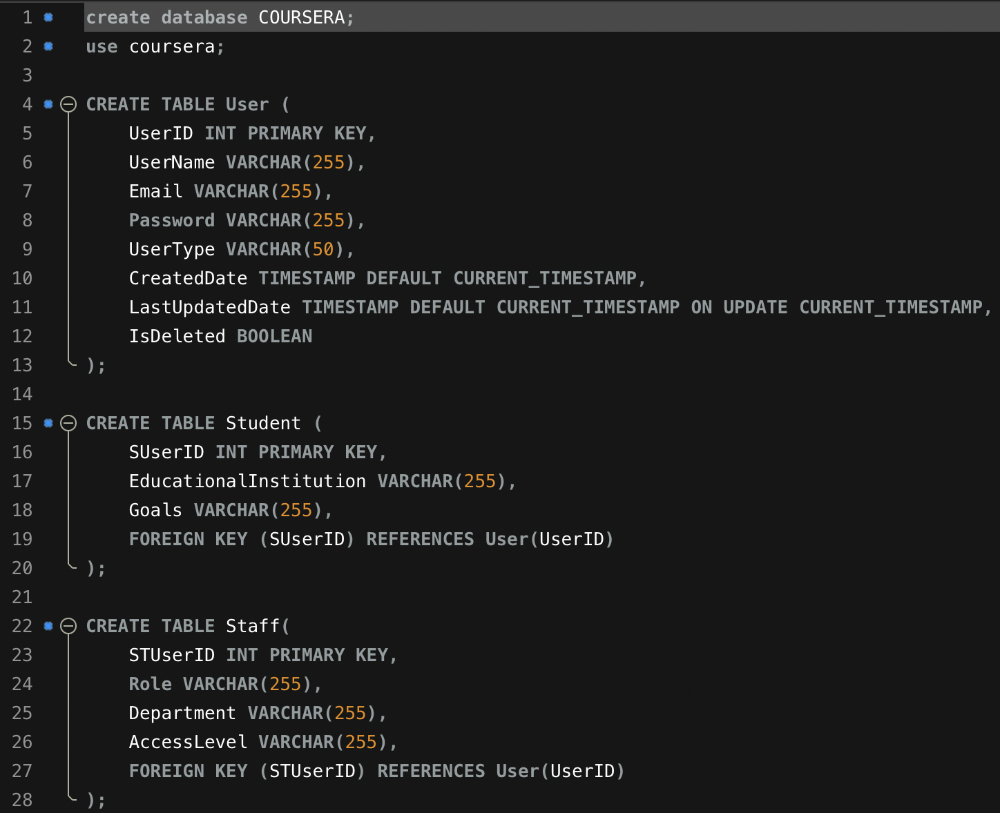 1 create database COURSERA;
2 use coursera;
3
4 CREATE TABLE User (
5 UserID INT PRIMARY KEY,
6 UserName VARCHAR(255),
7 Email VARCHAR(255),
8 Password VARCHAR(255),
9 UserType VARCHAR(50),
10 CreatedDate TIMESTAMP DEFAULT CURRENT_TIMESTAMP,
11 LastUpdatedDate TIMESTAMP DEFAULT CURRENT_TIMESTAMP ON UPDATE CURRENT_TIMESTAMP,
12 IsDeleted BOOLEAN
13 );
14
15 CREATE TABLE Student (
16 SUserID INT PRIMARY KEY,
17 EducationalInstitution VARCHAR(255),
18 Goals VARCHAR(255),
19 FOREIGN KEY (SUserID) REFERENCES User(UserID)
20 );
21
22 CREATE TABLE Staff(
23 STUserID INT PRIMARY KEY,
24 Role VARCHAR(255),
25 Department VARCHAR(255),
26 AccessLevel VARCHAR(255),
27 FOREIGN KEY (STUserID) REFERENCES User(UserID)
28 );